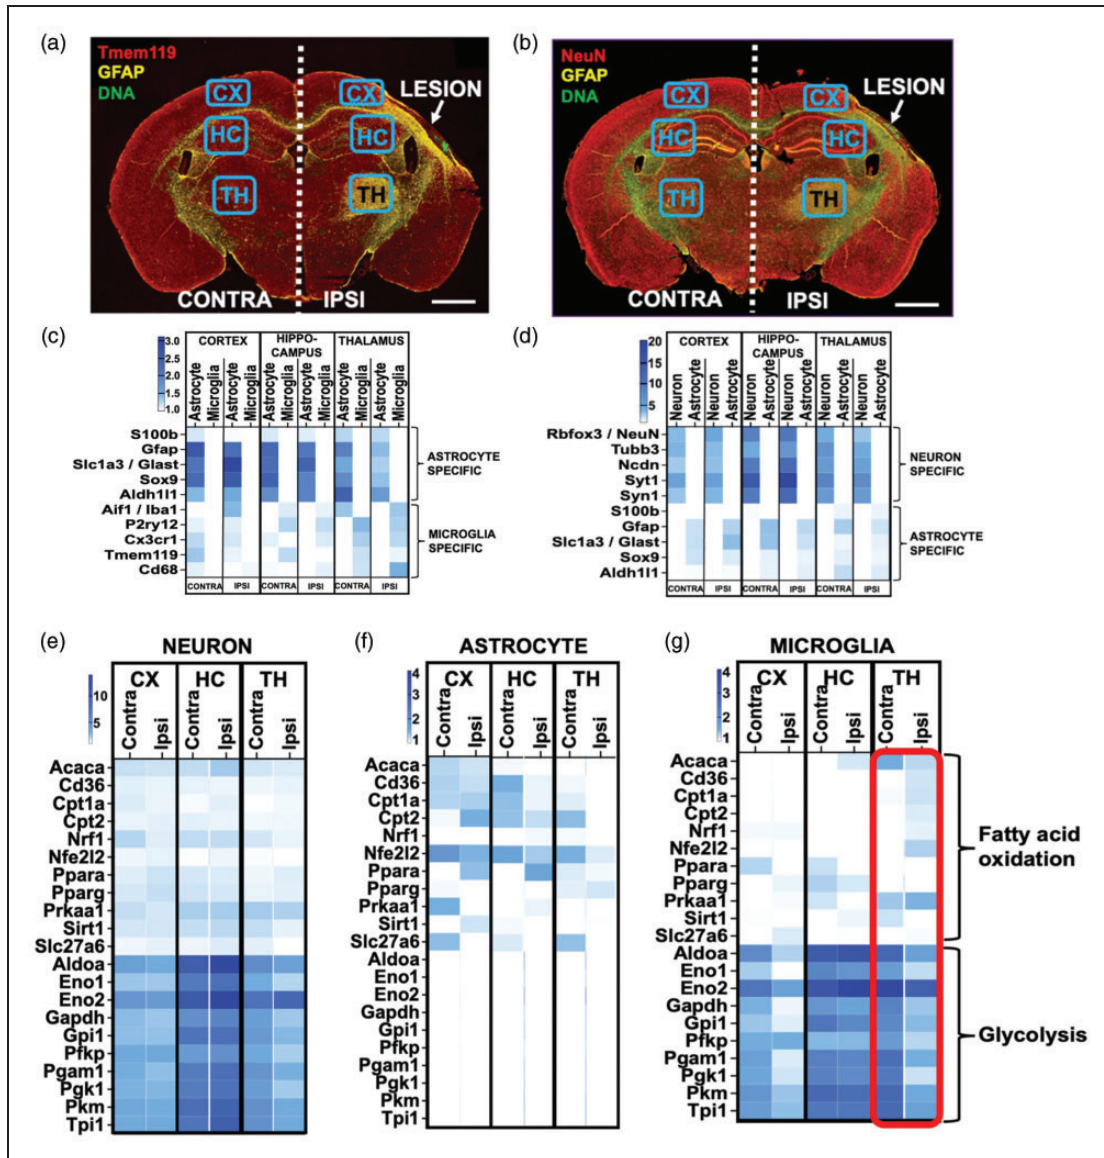 (a)
Tmem119
GFAP
DNA
CX
CX
LESION
HC
HC
TH
TH
CONTRA
IPSI
(b)
NeuN
GFAP
DNA
CX
CX
LESION
HC
HC
TH
TH
CONTRA
IPSI
(c)
3.0
2.5
2.0
1.5
1.0
CORTEX
HIPPO-
CAMPUS
THALAMUS
Astrocyte
Microglia
Astrocyte
Microglia
Astrocyte
Microglia
Astrocyte
Microglia
Astrocyte
Microglia
Astrocyte
Microglia
S100b
Gfap
Slc1a3 / Glast
Sox9
Aldh1l1
Aif1 / Iba1
P2ry12
Cx3cr1
Tmem119
Cd68
ASTROCYTE
SPECIFIC
MICROGLIA
SPECIFIC
CONTRA
IPSI
CONTRA
IPSI
CONTRA
IPSI
(d)
20
15
10
5
CORTEX
HIPPO-
CAMPUS
THALAMUS
Neuron
Astrocyte
Neuron
Astrocyte
Neuron
Astrocyte
Neuron
Astrocyte
Neuron
Astrocyte
Neuron
Astrocyte
Rbfox3 / NeuN
Tubb3
Ncdn
Syt1
Syn1
S100b
Gfap
Slc1a3 / Glast
Sox9
Aldh1l1
NEURON
SPECIFIC
ASTROCYTE
SPECIFIC
CONTRA
IPSI
CONTRA
IPSI
CONTRA
IPSI
(e)
NEURON
10
5
CX
HC
TH
Contra
Ipsi
Contra
Ipsi
Contra
Ipsi
Acaca
Cd36
Cpt1a
Cpt2
Nrf1
Nfe2l2
Ppara
Pparg
Prkaa1
Sirt1
Slc27a6
Aldoa
Eno1
Eno2
Gapdh
Gpi1
Pfkp
Pgam1
Pgk1
Pkm
Tpi1
(f)
ASTROCYTE
4
3
2
1
CX
HC
TH
Contra
Ipsi
Contra
Ipsi
Contra
Ipsi
Acaca
Cd36
Cpt1a
Cpt2
Nrf1
Nfe2l2
Ppara
Pparg
Prkaa1
Sirt1
Slc27a6
Aldoa
Eno1
Eno2
Gapdh
Gpi1
Pfkp
Pgam1
Pgk1
Pkm
Tpi1
(g)
MICROGLIA
4
3
2
1
CX
HC
TH
Contra
Ipsi
Contra
Ipsi
Contra
Ipsi
Acaca
Cd36
Cpt1a
Cpt2
Nrf1
Nfe2l2
Ppara
Pparg
Prkaa1
Sirt1
Slc27a6
Aldoa
Eno1
Eno2
Gapdh
Gpi1
Pfkp
Pgam1
Pgk1
Pkm
Tpi1
Fatty acid
oxidation
Glycolysis